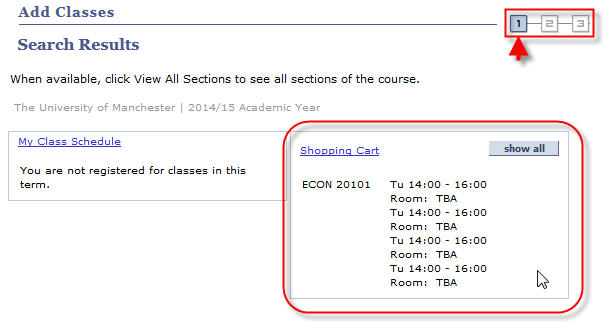 Add Classes
1 2 3
Search Results
When available, click View All Sections to see all sections of the course.
The University of Manchester | 2014/15 Academic Year
My Class Schedule
You are not registered for classes in this
term.
Shopping Cart
show all
ECON 20101 Tu 14:00 - 16:00
Room: TBA
Tu 14:00 - 16:00
Room: TBA
Tu 14:00 - 16:00
Room: TBA
Tu 14:00 - 16:00
Room: TBA